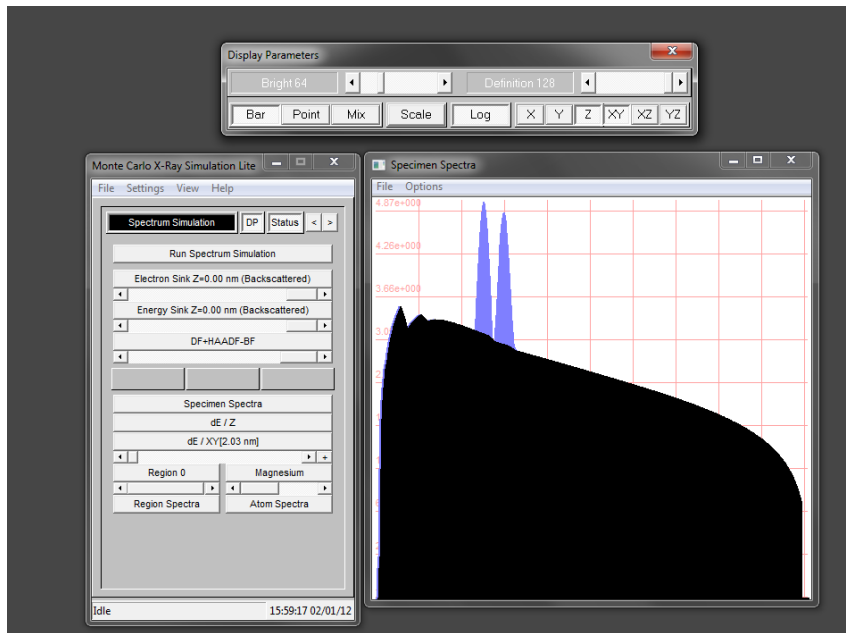 Display Parameters
Bright 64 Definition 128
Bar Point Mix Scale Log X Y Z XY XZ YZ
Monte Carlo X-Ray Simulation Lite
File Settings View Help
Spectrum Simulation DP Status < >
Run Spectrum Simulation
Electron Sink Z=0.00 nm (Backscattered)
Energy Sink Z=0.00 nm (Backscattered)
DF+HAADF-BF
Specimen Spectra
dE / Z
dE / XY[2.03 nm]
+
Region 0 Magnesium
Region Spectra Atom Spectra
Idle 15:59:17 02/01/12
Specimen Spectra
File Options
4.87e+000
4.26e+000
3.66e+000